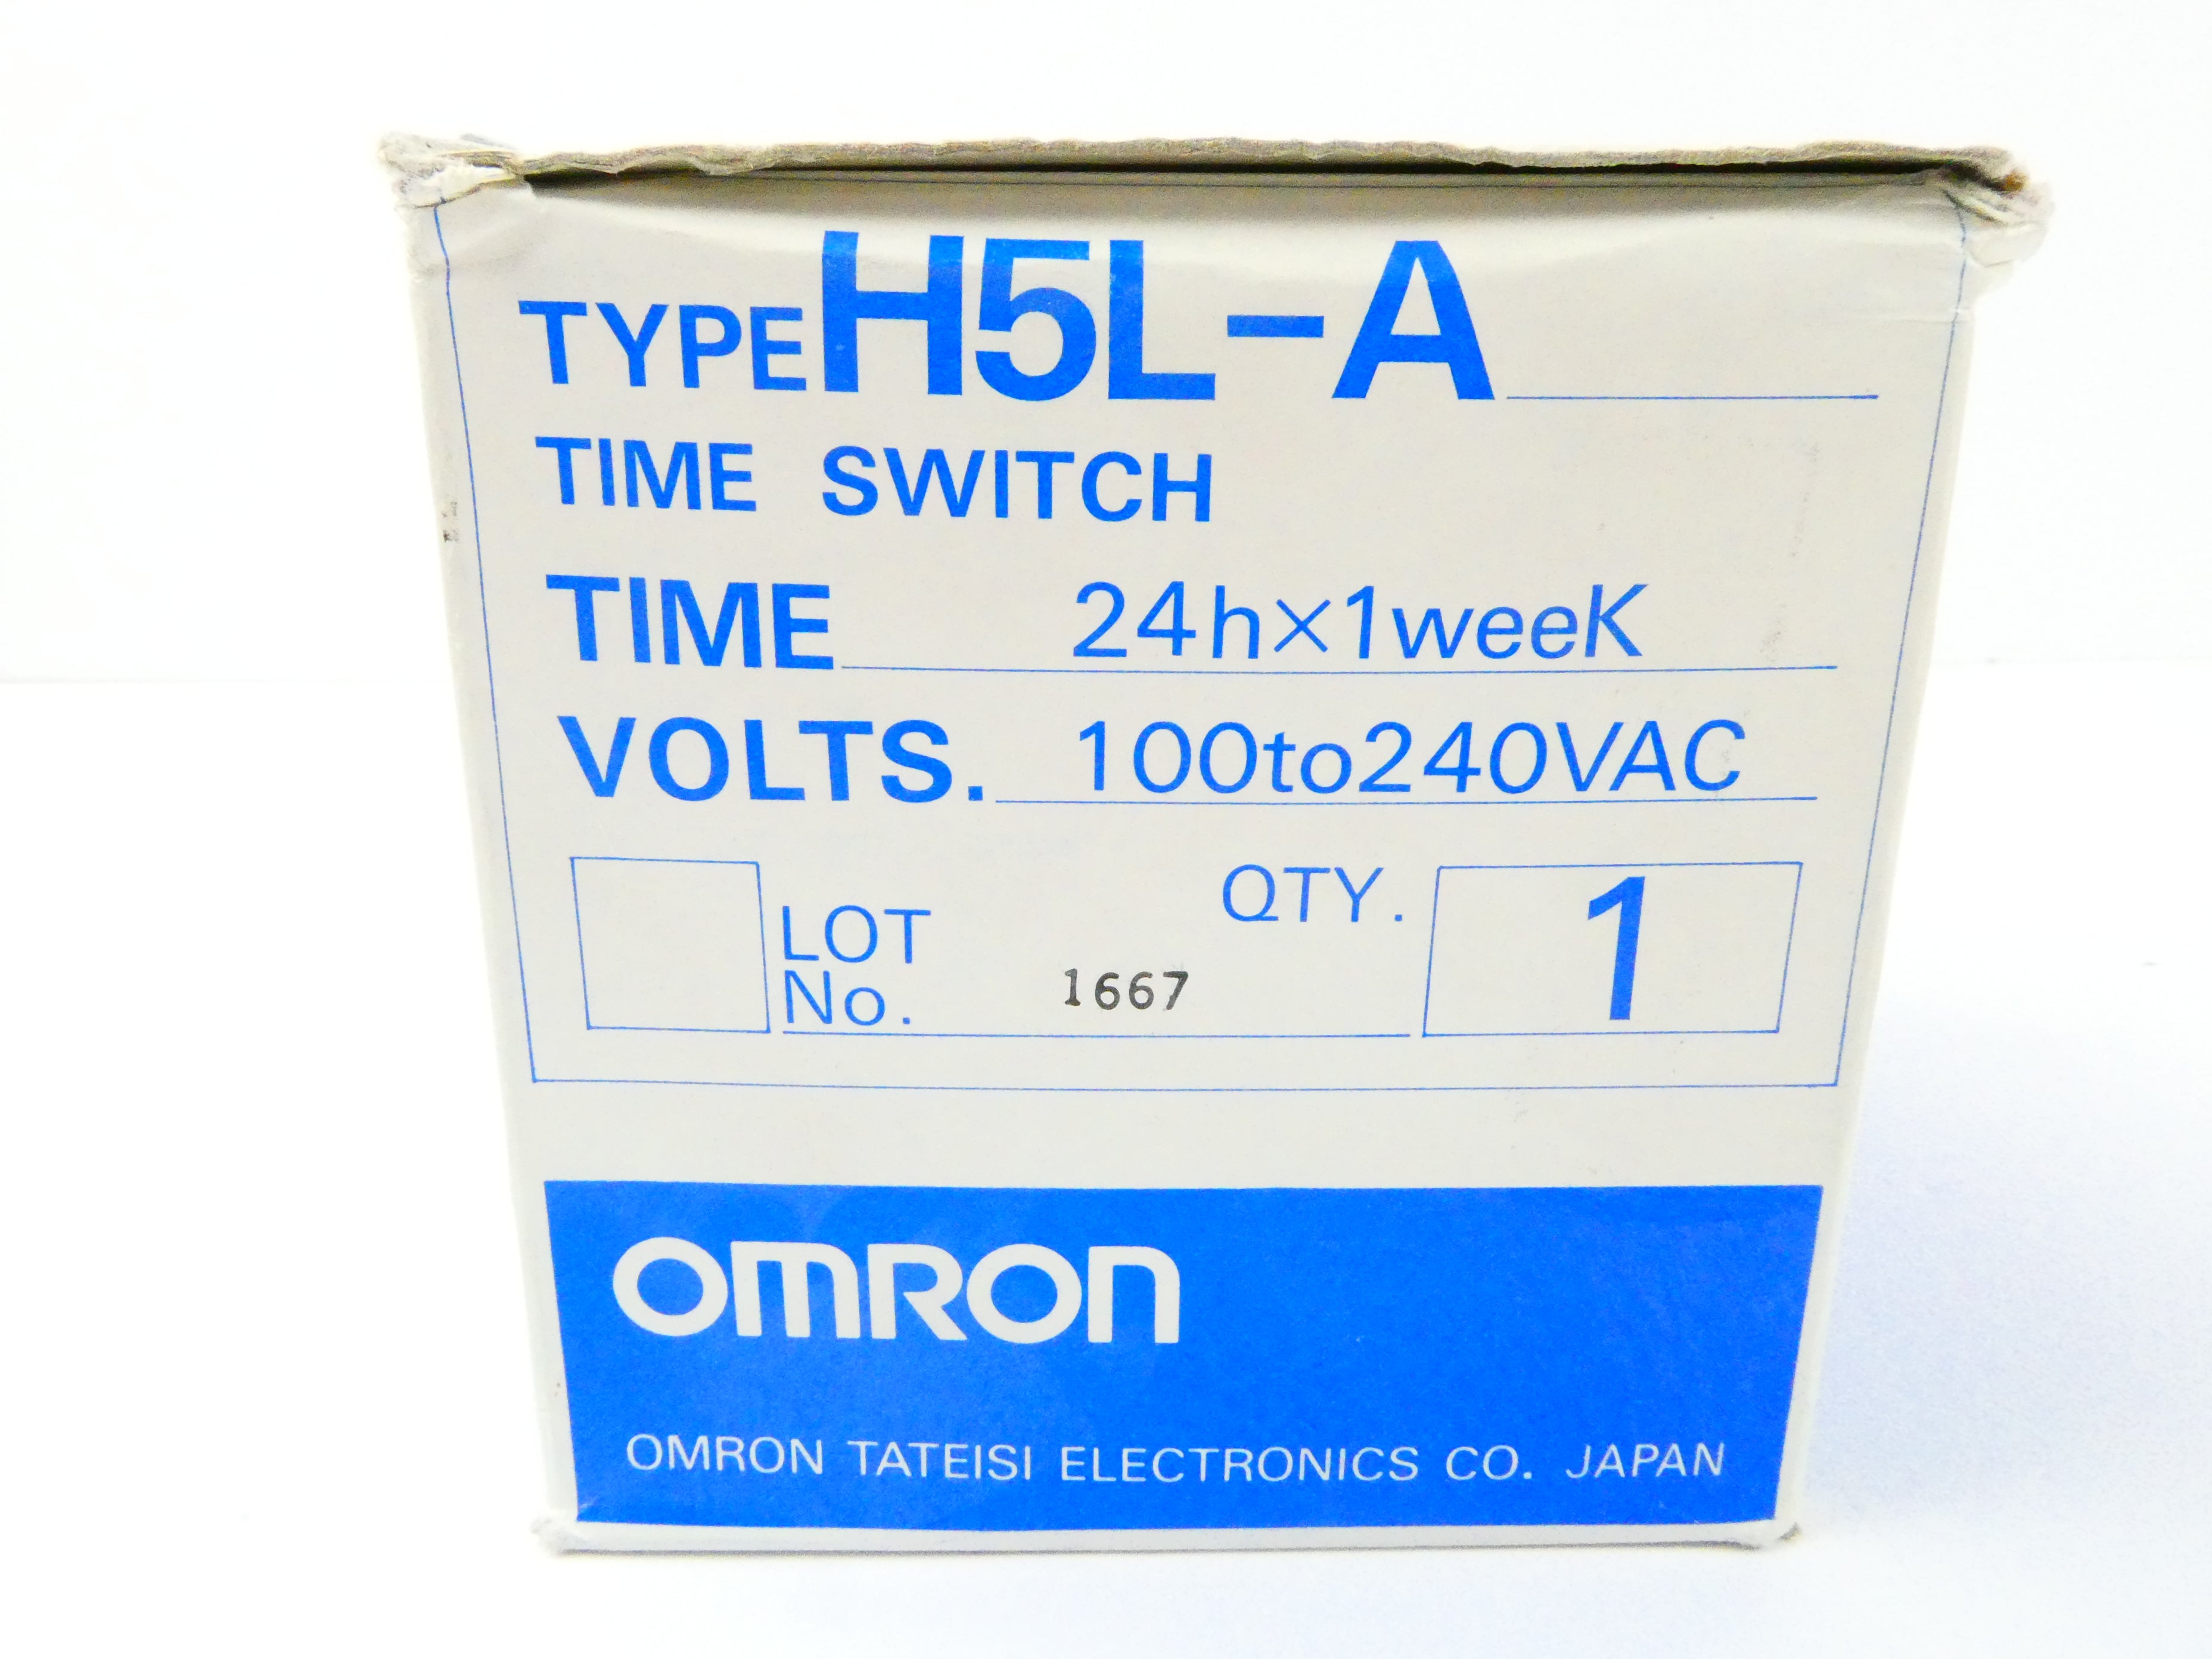 TYPE H5L-A
TIME SWITCH
TIME 24h×1weeK
VOLTS. 100to240VAC
LOT No. 1667 QTY. 1
OMRON
OMRON TATEISI ELECTRONICS CO. JAPAN